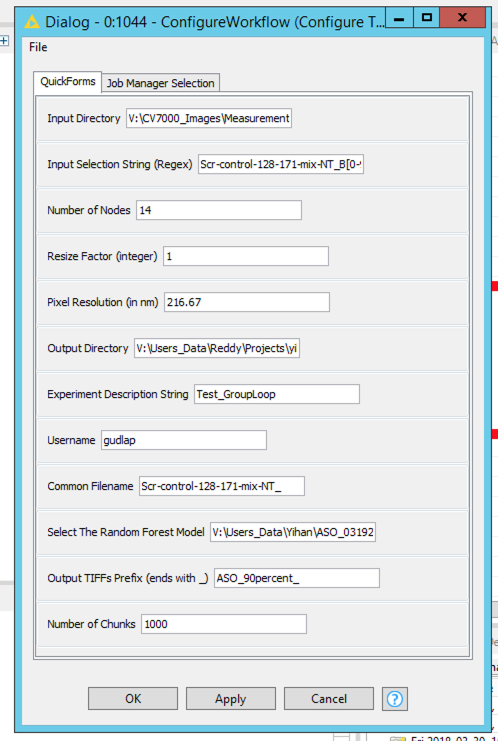 Dialog - 0:1044 - ConfigureWorkflow (Configure T...
File
QuickForms Job Manager Selection
Input Directory V:\CV7000_Images\Measurement
Input Selection String (Regex) Scr-control-128-171-mix-NT_B[0-
Number of Nodes 14
Resize Factor (integer) 1
Pixel Resolution (in nm) 216.67
Output Directory V:\Users_Data\Reddy\Projects\yi
Experiment Description String Test_GroupLoop
Username gudlap
Common Filename Scr-control-128-171-mix-NT_
Select The Random Forest Model V:\Users_Data\Yihan\ASO_03192
Output TIFFs Prefix (ends with _) ASO_90percent_
Number of Chunks 1000
OK Apply Cancel ?